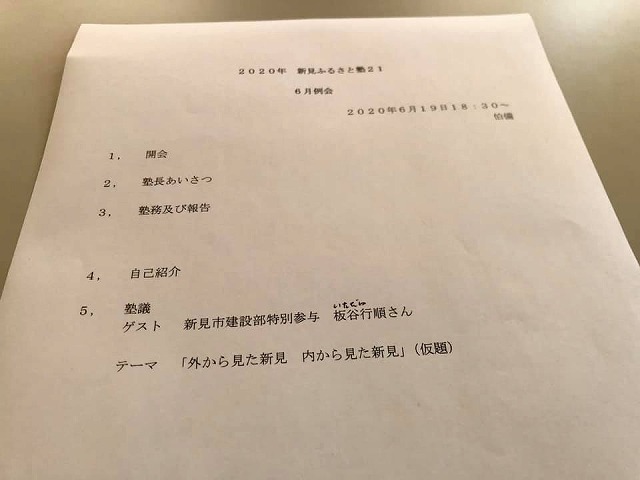 ２０２０年　新見ふるさと塾２１
６月例会
２０２０年６月１９日１８：３０～
伯備
１，　開会
２，　塾長あいさつ
３，　塾務及び報告
４，　自己紹介
５，　塾議
いただに
ゲスト　新見市建設部特別参与　板谷行順さん
テーマ　「外から見た新見　内から見た新見」（仮題）